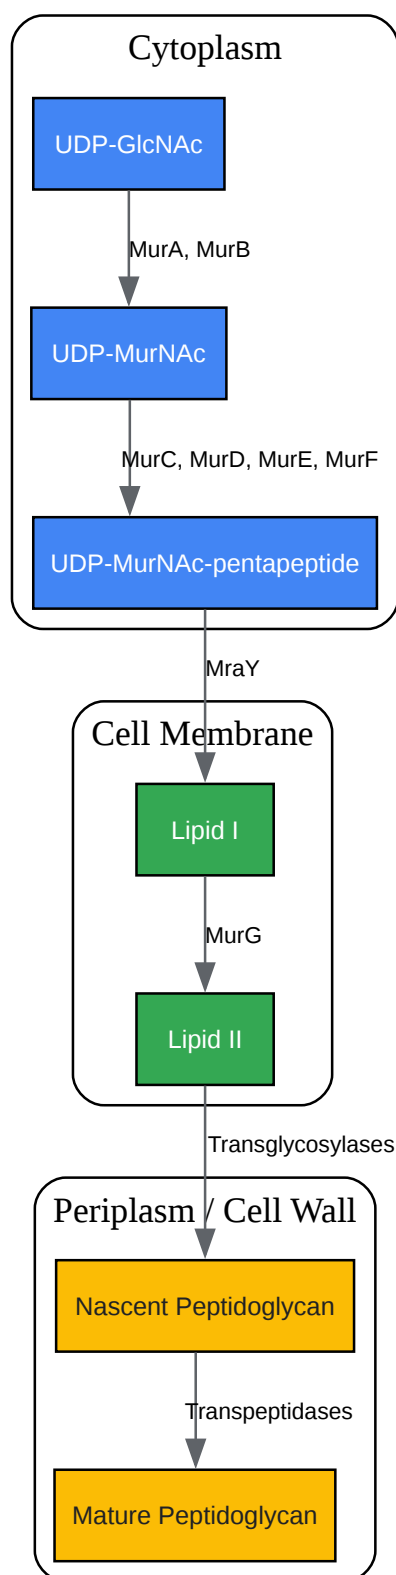 Cytoplasm
UDP-GlcNAc
MurA, MurB
UDP-MurNAc
MurC, MurD, MurE, MurF
UDP-MurNAc-pentapeptide
MraY
Cell Membrane
Lipid I
MurG
Lipid II
Transglycosylases
Periplasm / Cell Wall
Nascent Peptidoglycan
Transpeptidases
Mature Peptidoglycan